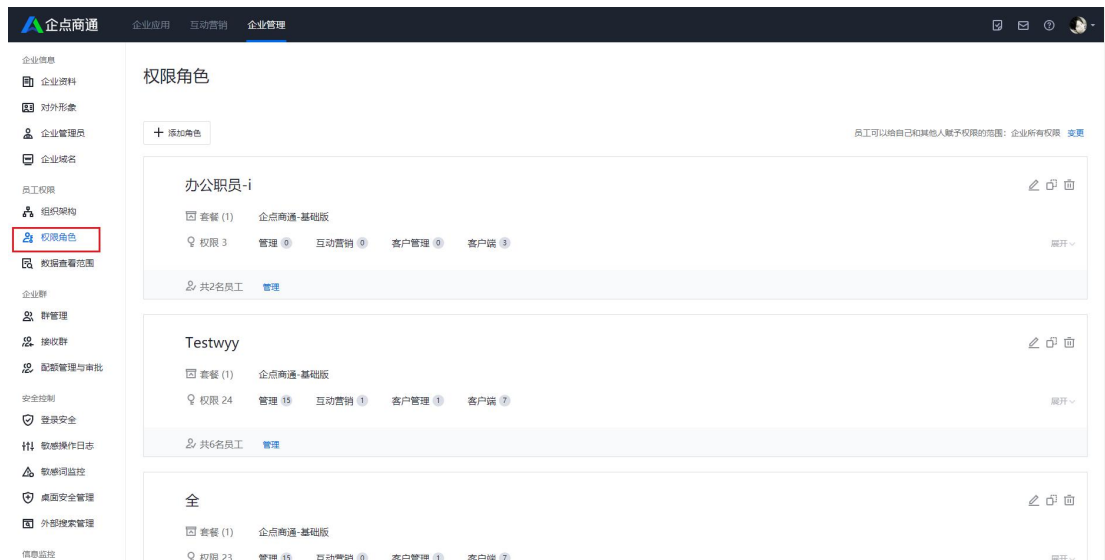 企点商通 企业应用 互动营销 企业管理
企业信息
企业资料
对外形象
企业管理员
企业域名
员工权限
组织架构
权限角色
数据查看范围
企业群
群管理
接收群
配额管理与审批
安全控制
登录安全
敏感操作日志
敏感词监控
桌面安全管理
外部搜索管理
信息监控
权限角色
添加角色 员工可以给自己和其他人赋予权限的范围：企业所有权限 变更
办公职员-i
套餐 (1) 企点商通-基础版
权限 3 管理 0 互动营销 0 客户管理 0 客户端 3 展开
共2名员工 管理
Testwyy
套餐 (1) 企点商通-基础版
权限 24 管理 15 互动营销 1 客户管理 1 客户端 7 展开
共6名员工 管理
全
套餐 (1) 企点商通-基础版
权限 23 管理 15 互动营销 0 客户管理 1 客户端 7 展开